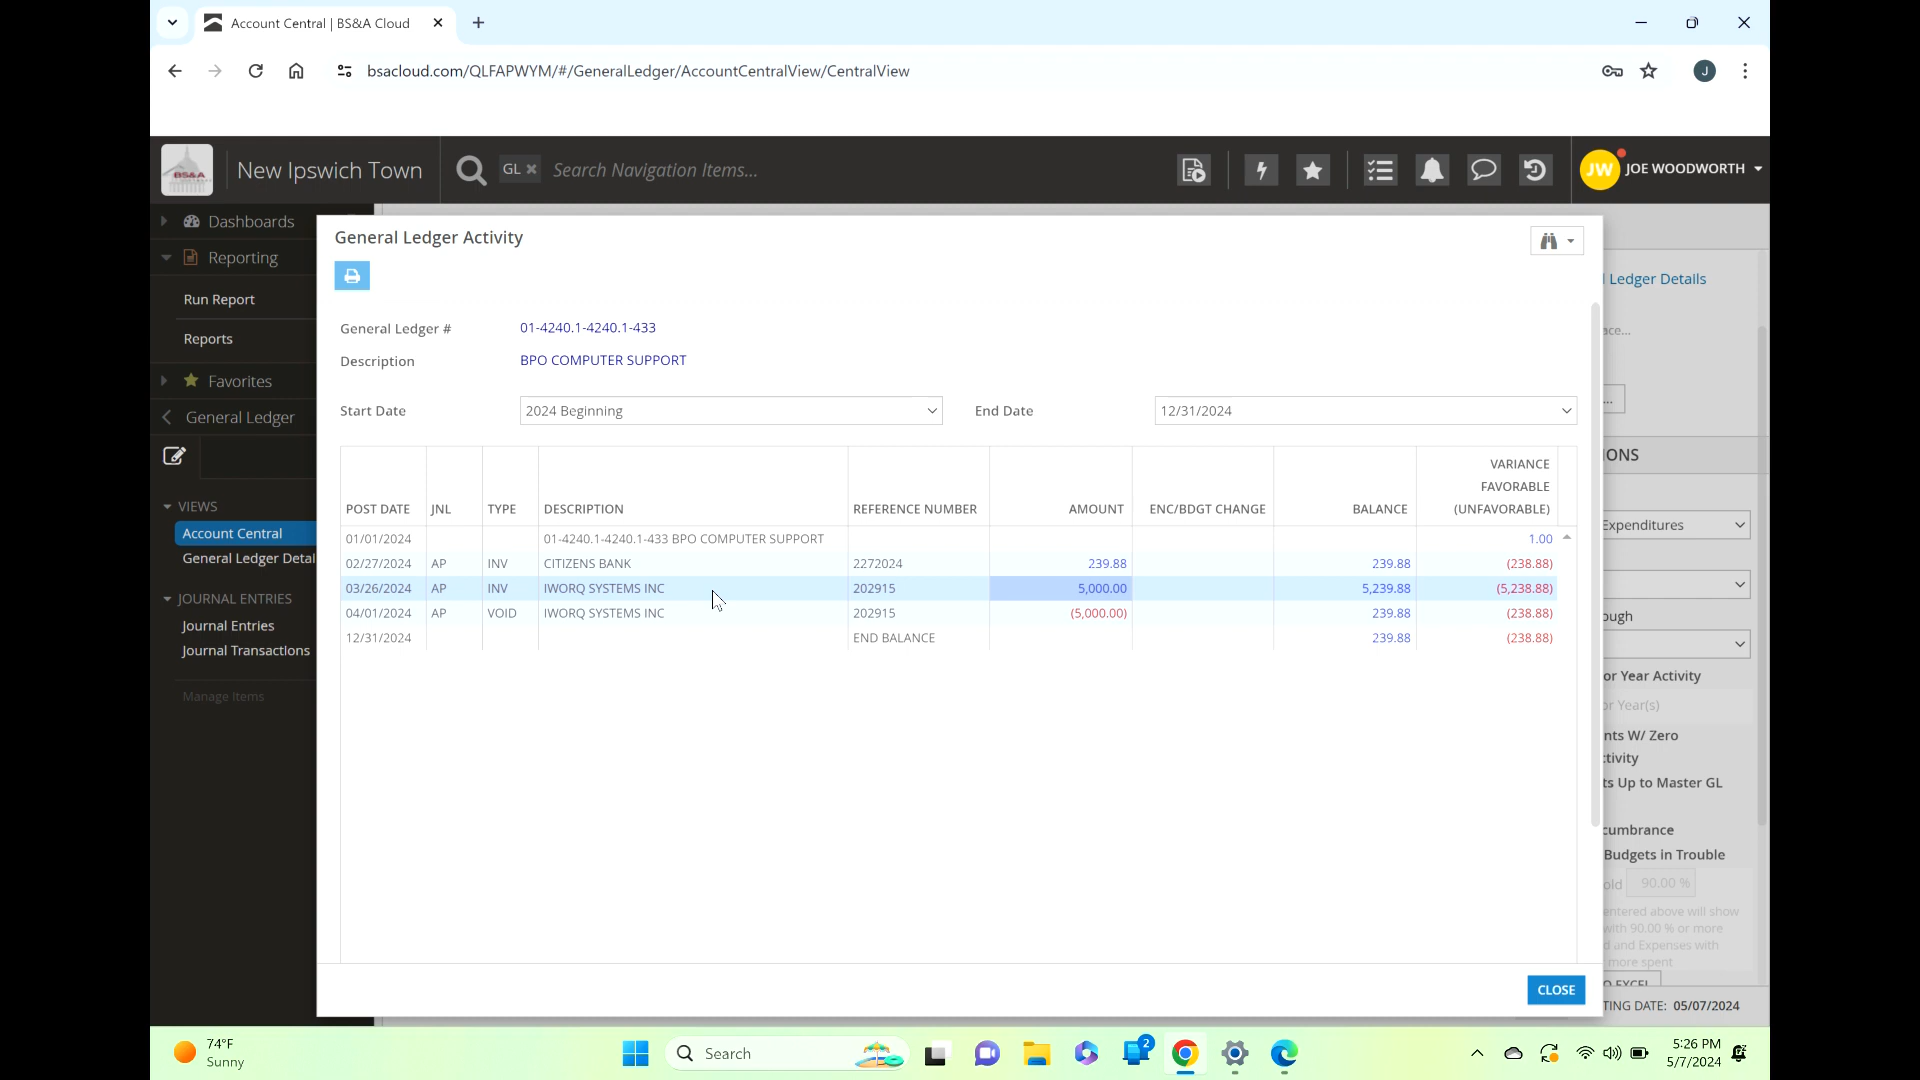 Account Central | BS&A Cloud
bsacloud.com/QLFAPWYM/#/GeneralLedger/AccountCentralView/CentralView
J
BS&A
New Ipswich Town
GL
Search Navigation Items...
JW
JOE WOODWORTH
Dashboards
Reporting
Run Report
Reports
Favorites
General Ledger
VIEWS
Account Central
General Ledger Detai
JOURNAL ENTRIES
Journal Entries
Journal Transactions
Manage Items
General Ledger Activity
General Ledger # 01-4240.1-4240.1-433
Description BPO COMPUTER SUPPORT
Start Date 2024 Beginning End Date 12/31/2024
POST DATE JNL TYPE DESCRIPTION REFERENCE NUMBER AMOUNT ENC/BDGT CHANGE BALANCE VARIANCE FAVORABLE (UNFAVORABLE)
01/01/2024 01-4240.1-4240.1-433 BPO COMPUTER SUPPORT 1.00
02/27/2024 AP INV CITIZENS BANK 2272024 239.88 239.88 (238.88)
03/26/2024 AP INV IWORQ SYSTEMS INC 202915 5,000.00 5,239.88 (5,238.88)
04/01/2024 AP VOID IWORQ SYSTEMS INC 202915 (5,000.00) 239.88 (238.88)
12/31/2024 END BALANCE 239.88 (238.88)
CLOSE
l Ledger Details
ace...
...
IONS
Expenditures
ough
or Year Activity
or Year(s)
nts W/ Zero
ctivity
ts Up to Master GL
cumbrance
Budgets in Trouble
old 90.00 %
entered above will show
with 90.00 % or more
d and Expenses with
more spent
O EXCEL
TING DATE: 05/07/2024
74°F
Sunny
Search
2
5:26 PM
5/7/2024